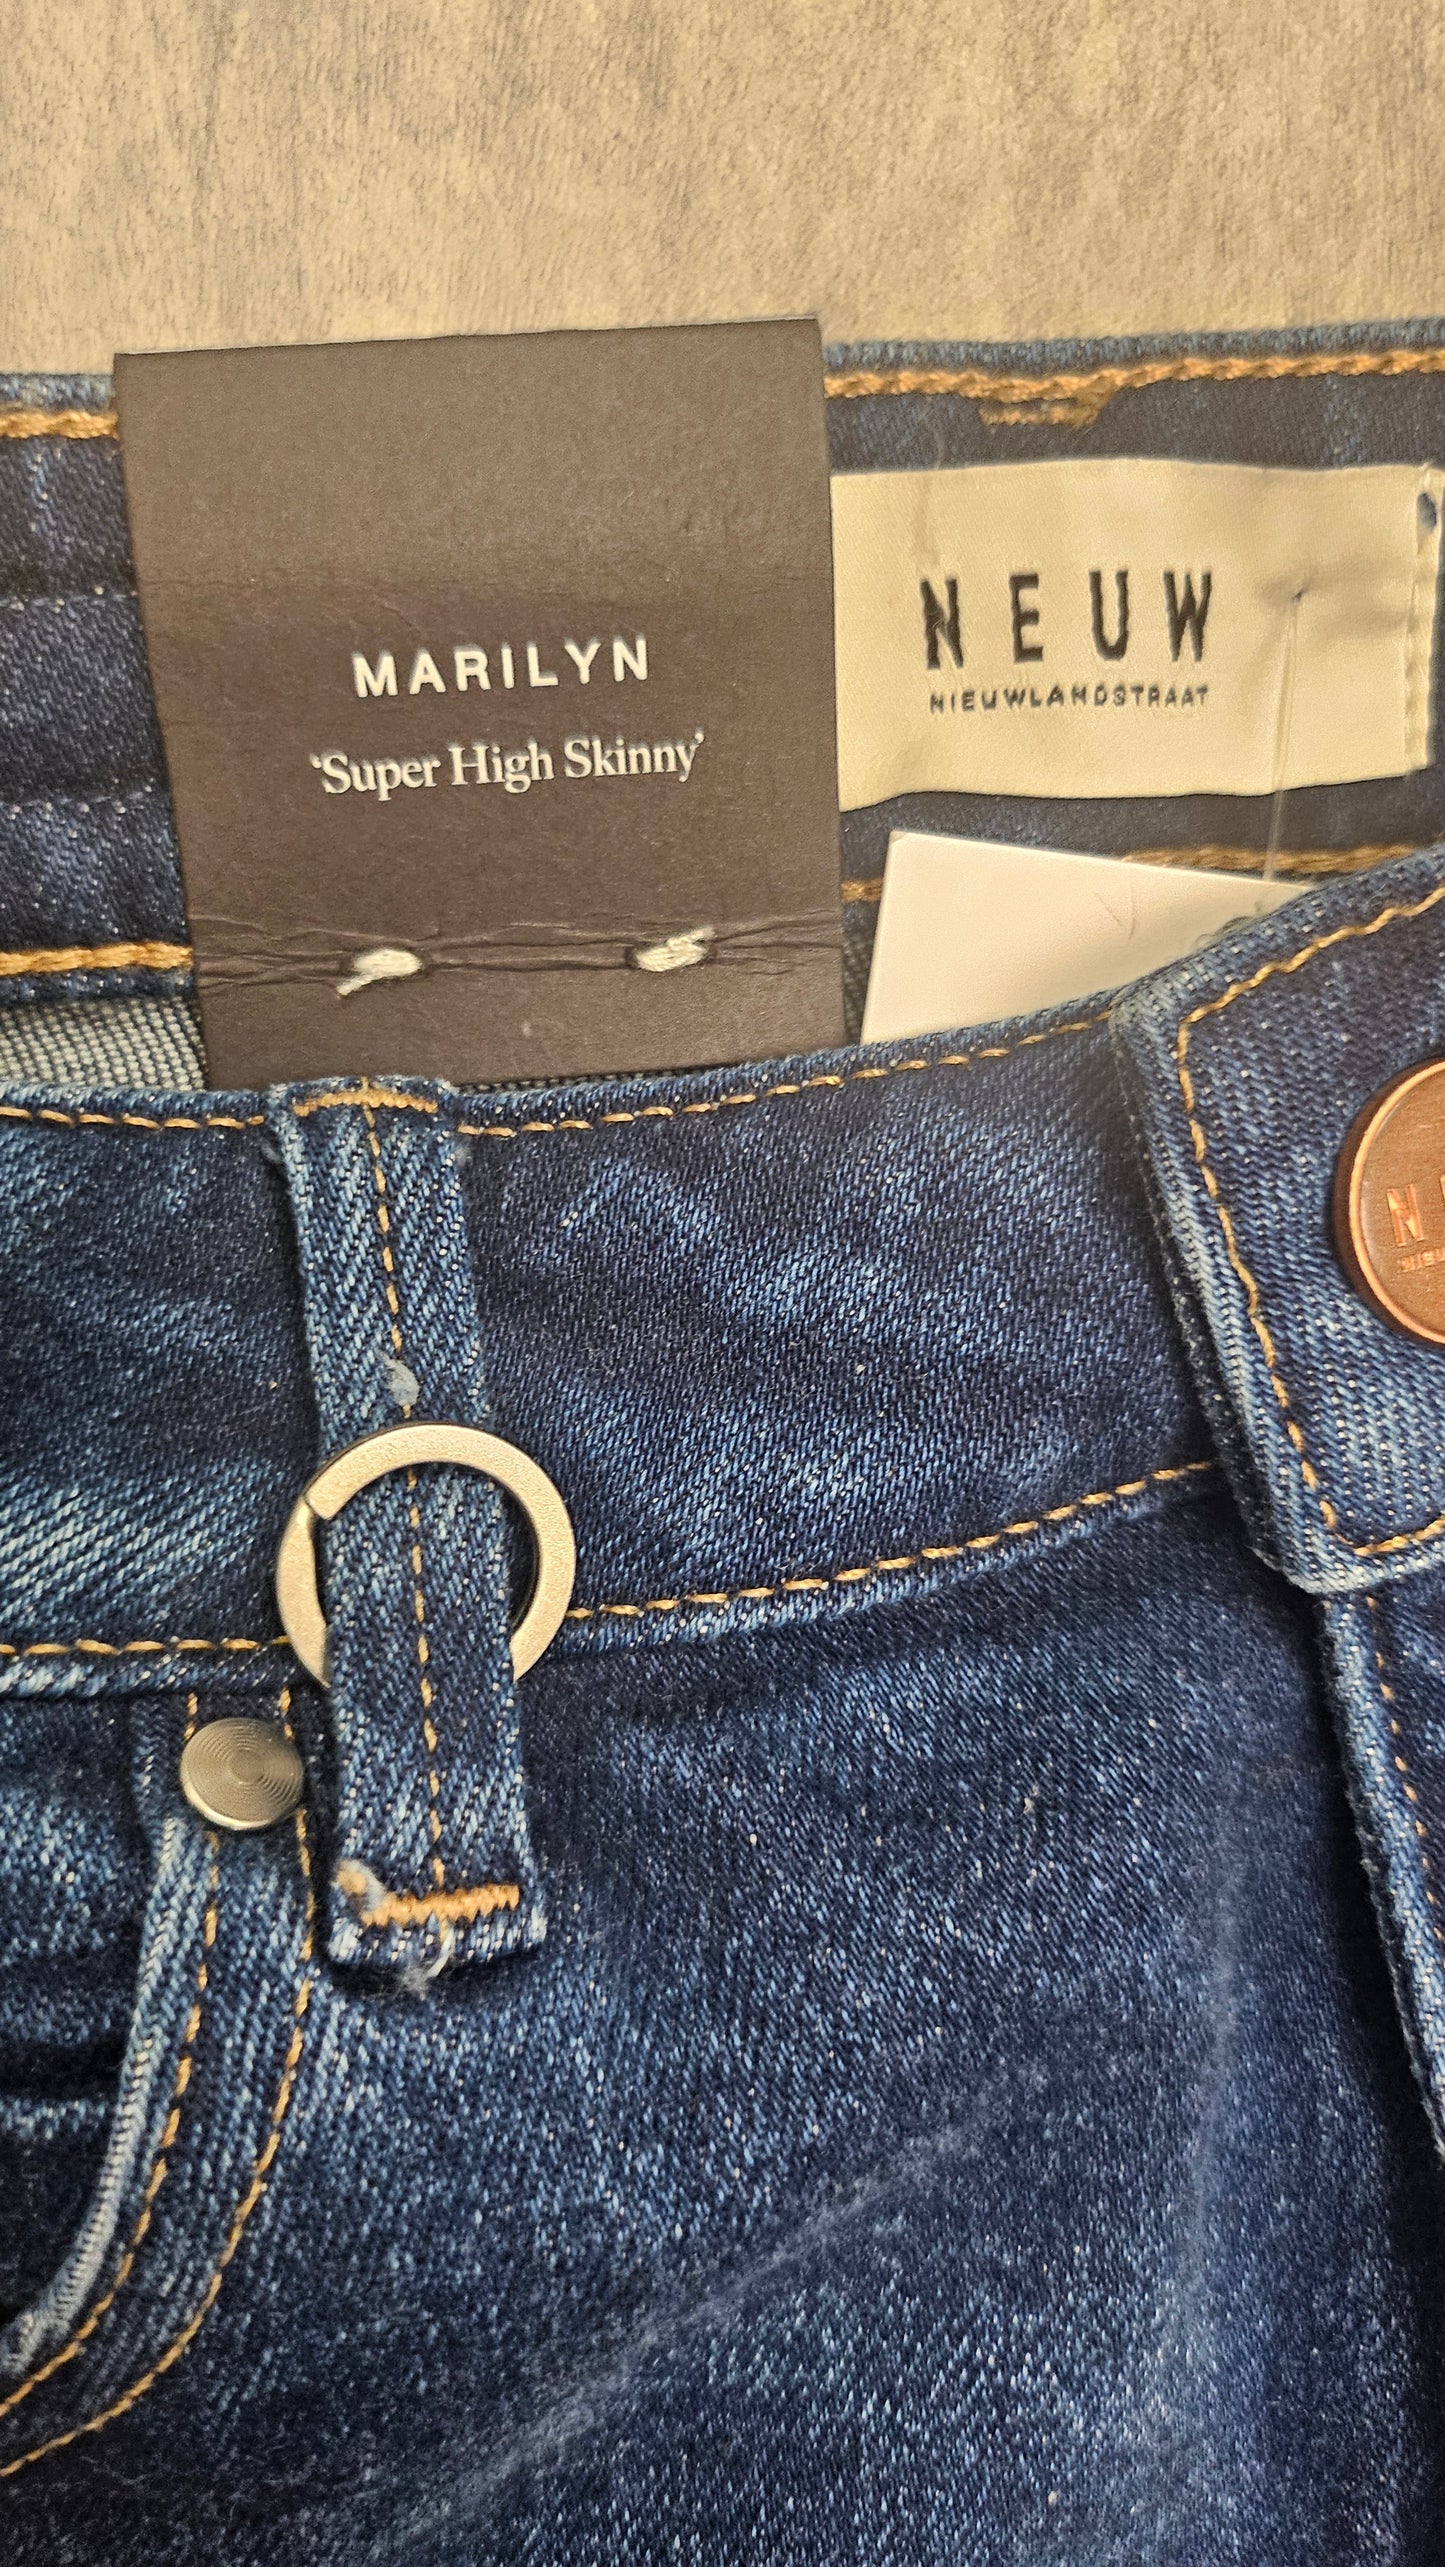 MARILYN
‘Super High Skinny’
NEUW
NIEUWLANDSTRAAT
N